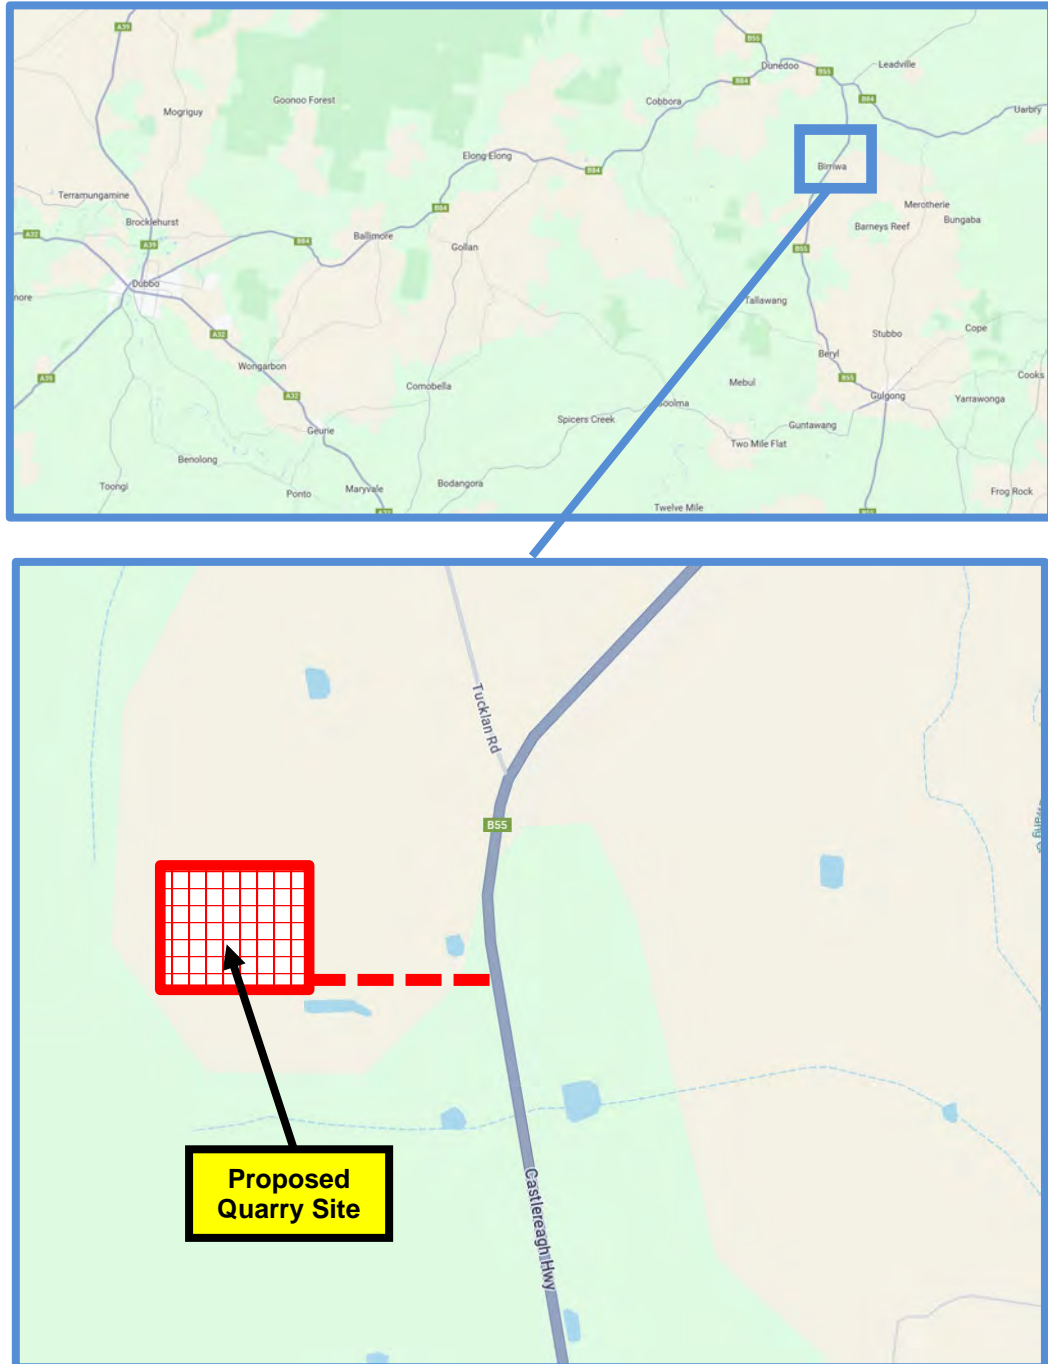 A39
B55
Dunedoo
B55
Leadville
B84
Goonoo Forest
Cobbora
B84
Mogriguy
Uarbry
Elong Elong
B84
Birriwa
Terramungamine
B84
Merotherie
Brocklehurst
Bungaba
Barneys Reef
A32
A39
B84
Ballimore
Gollan
B55
Dubbo
more
Tallawang
A32
Stubbo
Cope
Beryl
Wongarbon
A39
Comobella
Mebul
B55
Cooks
A32
Gulgong
Yarrawonga
Spicers Creek
Guntawang
Geurie
Two Mile Flat
Benolong
Toongi
Ponto
Maryvale
Bodangora
Frog Rock
Twelve Mile
A32
B55
Tucklan Rd
B55
Proposed
Quarry Site
Castlereagh Hwy